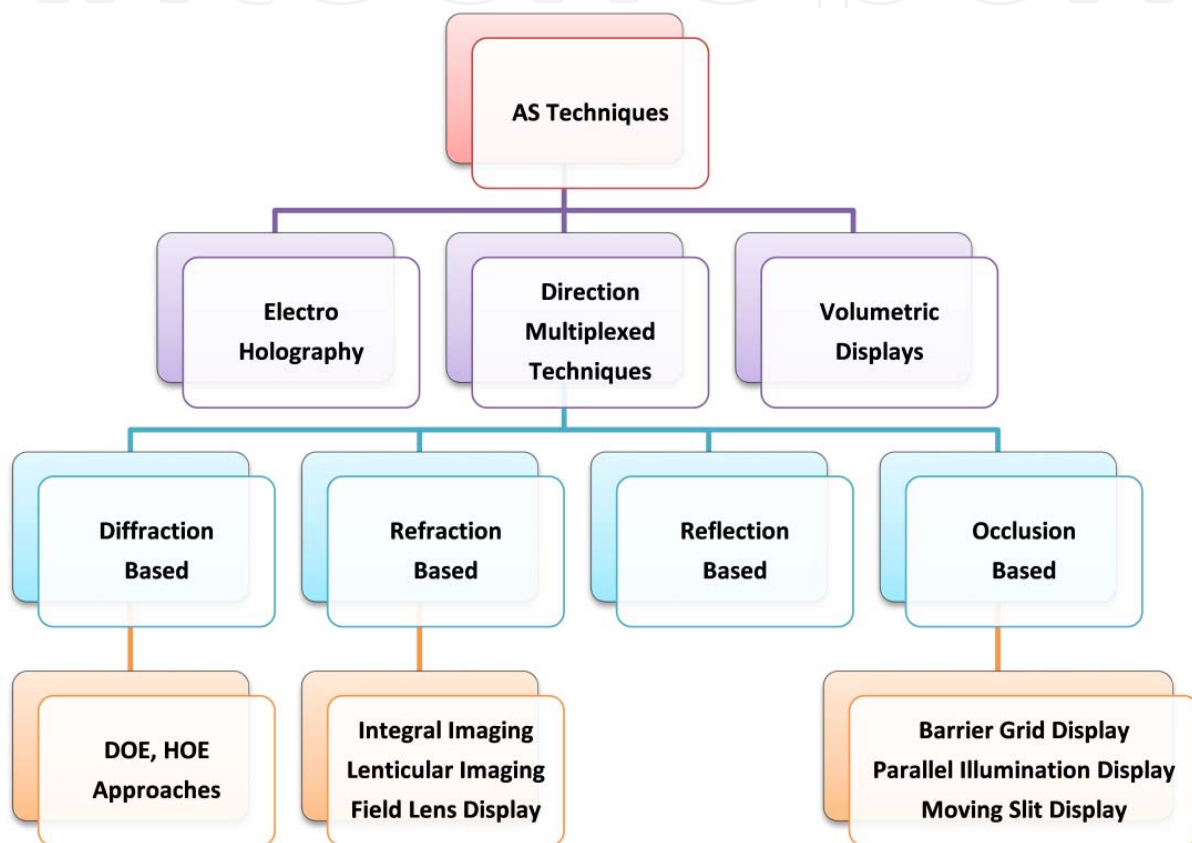 AS Techniques
Electro
Holography
Direction
Multiplexed
Techniques
Volumetric
Displays
Diffraction
Based
Refraction
Based
Reflection
Based
Occlusion
Based
DOE, HOE
Approaches
Integral Imaging
Lenticular Imaging
Field Lens Display
Barrier Grid Display
Parallel Illumination Display
Moving Slit Display